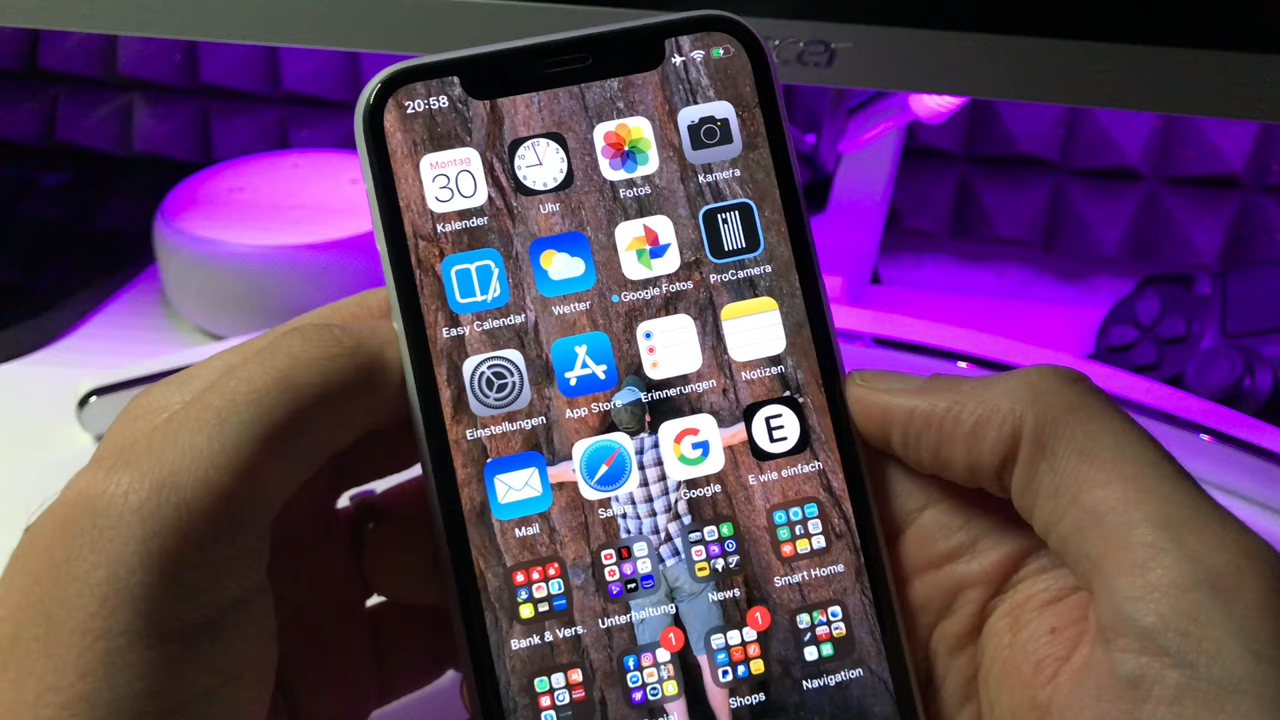 acer
20:58
Montag
30
Kalender
Uhr
Fotos
Kamera
Easy Calendar
Wetter
Google Fotos
ProCamera
Einstellungen
App Store
Erinnerungen
Notizen
Mail
Safari
Google
E
E wie einfach
Bank & Vers.
Unterhaltung
News
Smart Home
1
1
Social
Shops
Navigation